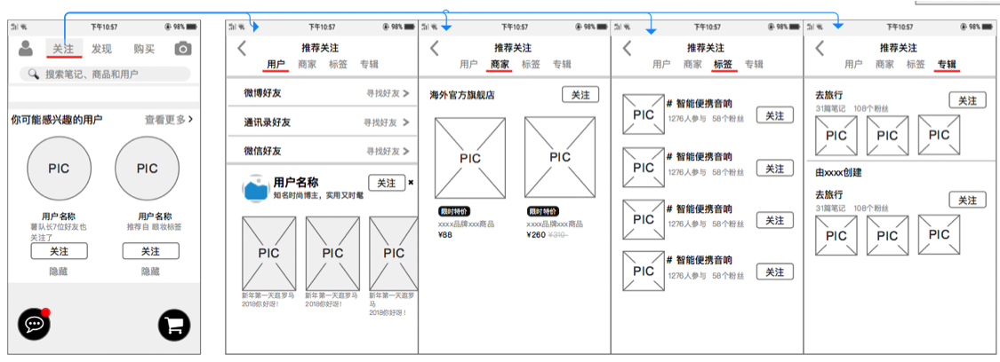 下午10:57 98%
关注 发现 购买
搜索笔记、商品和用户
你可能感兴趣的用户 查看更多
PIC PIC
用户名称 用户名称
薯队长7位好友也关注了 推荐自 眼妆标签
关注 关注
隐藏 隐藏
下午10:57 98%
推荐关注
用户 商家 标签 专辑
微博好友 寻找好友
通讯录好友 寻找好友
微信好友 寻找好友
用户名称
知名时尚博主，实用又时髦
关注
PIC PIC PIC
新年第一天逛罗马 新年第一天逛罗马 新年第一天逛罗马
2018你好呀！ 2018你好呀！ 2018你好呀！
下午10:57 98%
推荐关注
用户 商家 标签 专辑
海外官方旗舰店 关注
PIC PIC
限时特价 限时特价
xxxx品牌xxx商品 xxxx品牌xxx商品
¥88 ¥260 ¥310
下午10:57 98%
推荐关注
用户 商家 标签 专辑
PIC
# 智能便携音响
1276人参与 58个粉丝
关注
PIC
# 智能便携音响
1276人参与 58个粉丝
关注
PIC
# 智能便携音响
1276人参与 58个粉丝
关注
PIC
# 智能便携音响
1276人参与 58个粉丝
关注
下午10:57 98%
推荐关注
用户 商家 标签 专辑
去旅行
31篇笔记 108个粉丝
关注
PIC PIC PIC
由xxxx创建
去旅行
31篇笔记 108个粉丝
关注
PIC PIC PIC